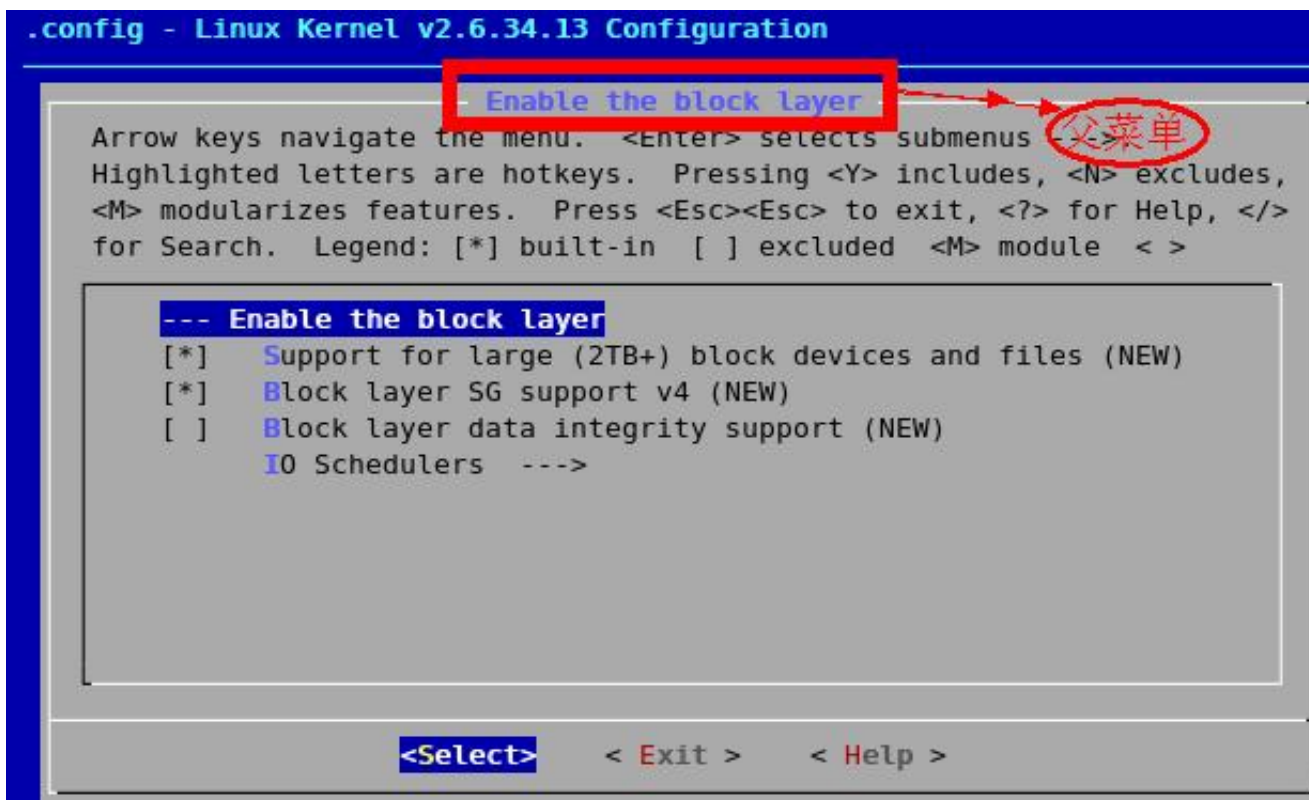 .config - Linux Kernel v2.6.34.13 Configuration
Enable the block layer
Arrow keys navigate the menu.  <Enter> selects submenus --->
父菜单
Highlighted letters are hotkeys.  Pressing <Y> includes, <N> excludes,
<M> modularizes features.  Press <Esc><Esc> to exit, <?> for Help, </>
for Search.  Legend: [*] built-in  [ ] excluded  <M> module  < >
--- Enable the block layer
[*]   Support for large (2TB+) block devices and files (NEW)
[*]   Block layer SG support v4 (NEW)
[ ]   Block layer data integrity support (NEW)
IO Schedulers  --->
<Select>    < Exit >    < Help >